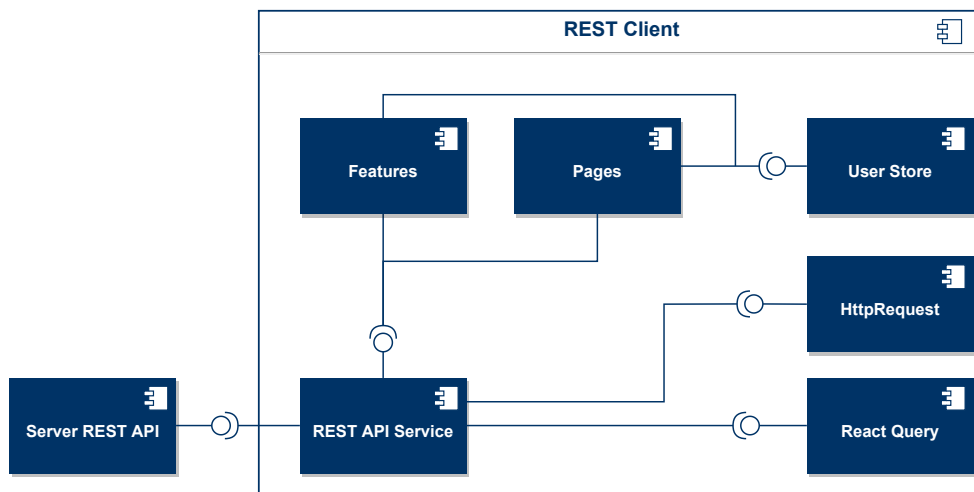 REST Client
Features
Pages
User Store
HttpRequest
Server REST API
REST API Service
React Query